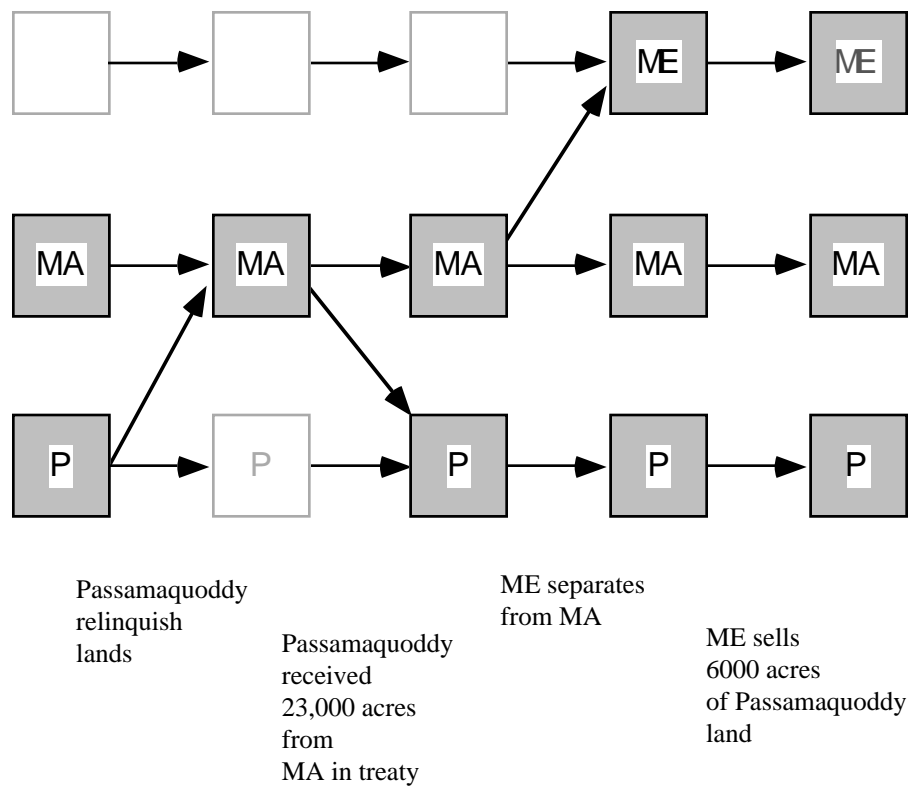 ME ME
MA MA MA MA MA
P P P P P
Passamaquoddy
relinquish
lands
Passamaquoddy
received
23,000 acres
from
MA in treaty
ME separates
from MA
ME sells
6000 acres
of Passamaquoddy
land